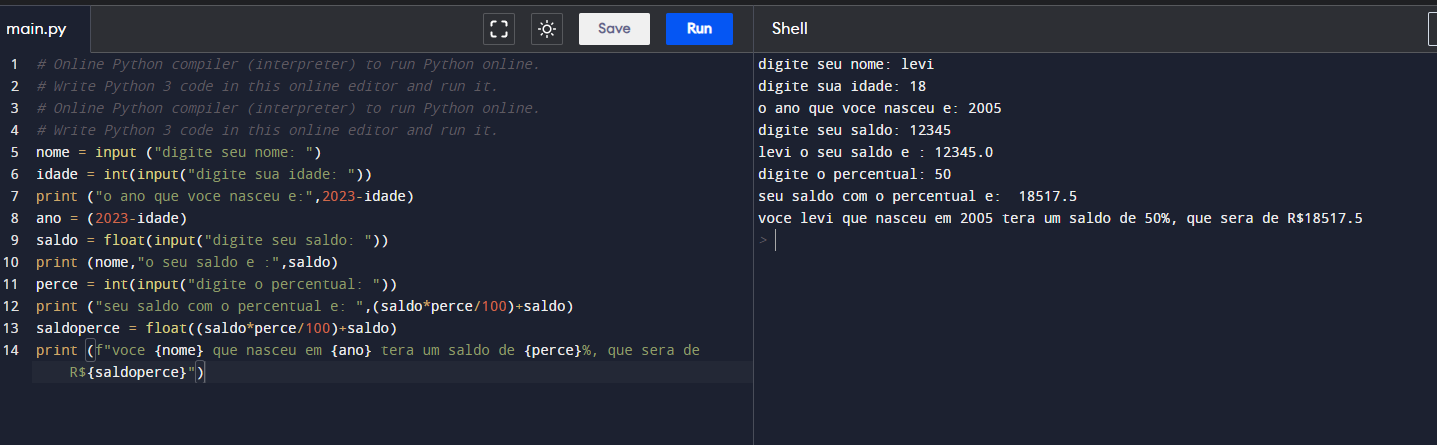 main.py
Save
Run
Shell
1 # Online Python compiler (interpreter) to run Python online.
2 # Write Python 3 code in this online editor and run it.
3 # Online Python compiler (interpreter) to run Python online.
4 # Write Python 3 code in this online editor and run it.
5 nome = input ("digite seu nome: ")
6 idade = int(input("digite sua idade: "))
7 print ("o ano que voce nasceu e:",2023-idade)
8 ano = (2023-idade)
9 saldo = float(input("digite seu saldo: "))
10 print (nome,"o seu saldo e :",saldo)
11 perce = int(input("digite o percentual: "))
12 print ("seu saldo com o percentual e: ",(saldo*perce/100)+saldo)
13 saldoperce = float((saldo*perce/100)+saldo)
14 print (f"voce {nome} que nasceu em {ano} tera um saldo de {perce}%, que sera de
R${saldoperce}")
digite seu nome: levi
digite sua idade: 18
o ano que voce nasceu e: 2005
digite seu saldo: 12345
levi o seu saldo e : 12345.0
digite o percentual: 50
seu saldo com o percentual e:  18517.5
voce levi que nasceu em 2005 tera um saldo de 50%, que sera de R$18517.5
>